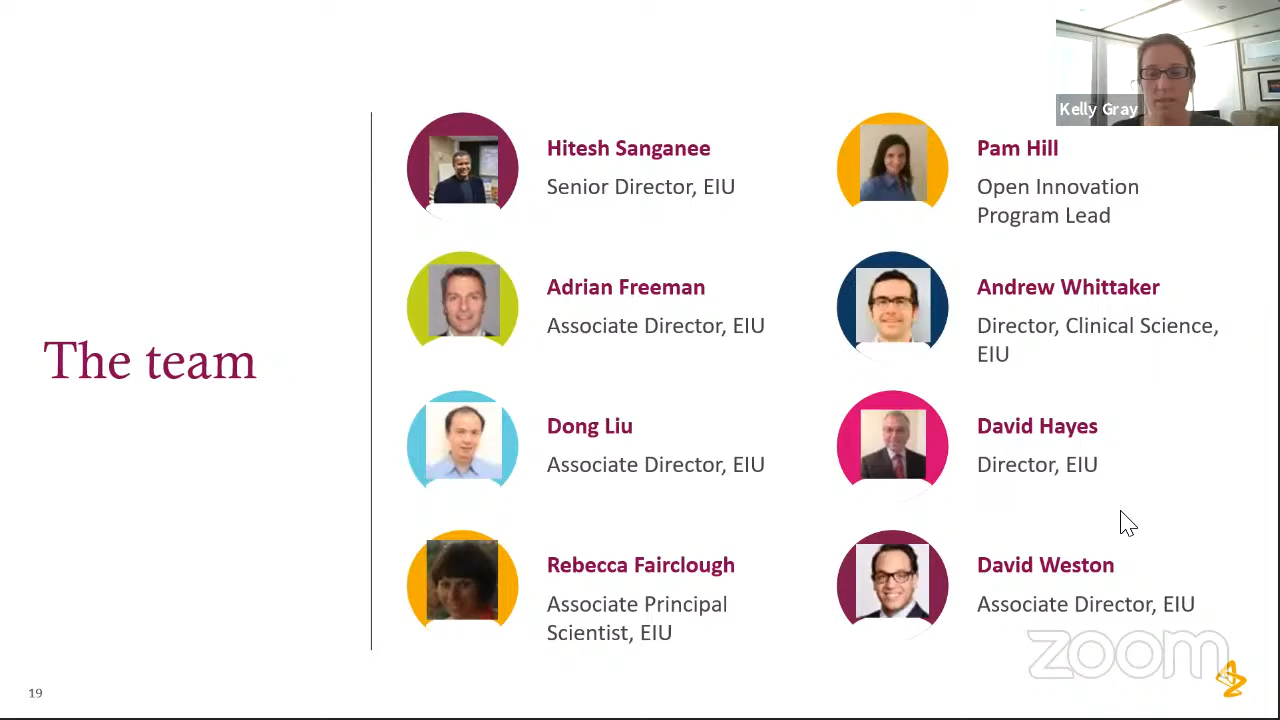 Kelly Gray
The team
Hitesh Sanganee
Senior Director, EIU
Adrian Freeman
Associate Director, EIU
Dong Liu
Associate Director, EIU
Rebecca Fairclough
Associate Principal
Scientist, EIU
Pam Hill
Open Innovation
Program Lead
Andrew Whittaker
Director, Clinical Science,
EIU
David Hayes
Director, EIU
David Weston
Associate Director, EIU
zoom
19